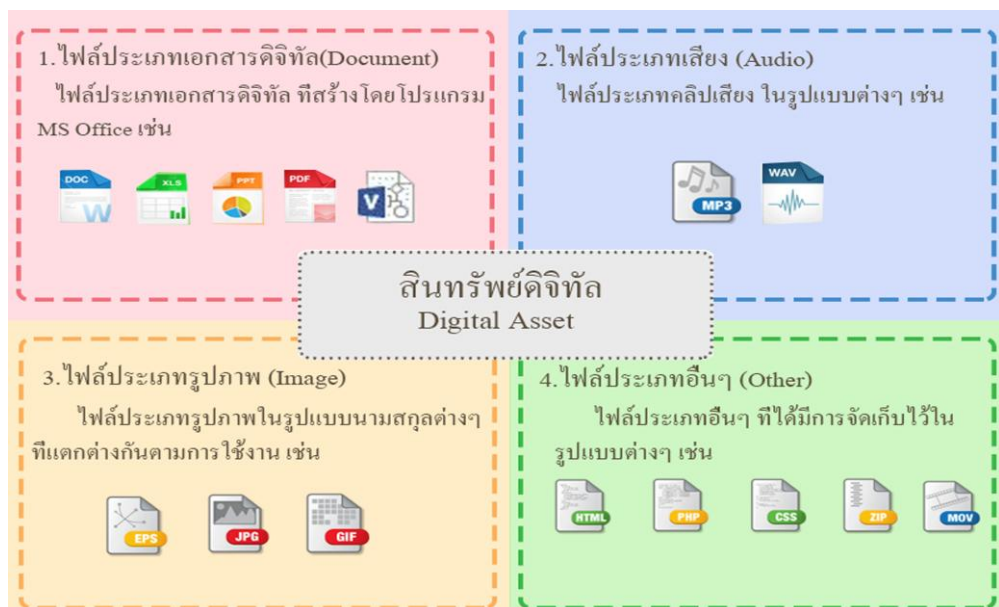 1.ไฟล์ประเภทเอกสารดิจิทัล(Document)
ไฟล์ประเภทเอกสารดิจิทัล ที่สร้างโดยโปรแกรม
MS Office เช่น
DOC
W
XLS
PPT
PDF
V
2.ไฟล์ประเภทเสียง (Audio)
ไฟล์ประเภทคลิปเสียง ในรูปแบบต่างๆ เช่น
MP3
WAV
สินทรัพย์ดิจิทัล
Digital Asset
3.ไฟล์ประเภทรูปภาพ (Image)
ไฟล์ประเภทรูปภาพในรูปแบบนามสกุลต่างๆ
ที่แตกต่างกันตามการใช้งาน เช่น
EPS
JPG
GIF
4.ไฟล์ประเภทอื่นๆ (Other)
ไฟล์ประเภทอื่นๆ ที่ได้มีการจัดเก็บไว้ใน
รูปแบบต่างๆ เช่น
HTML
PHP
CSS
ZIP
MOV